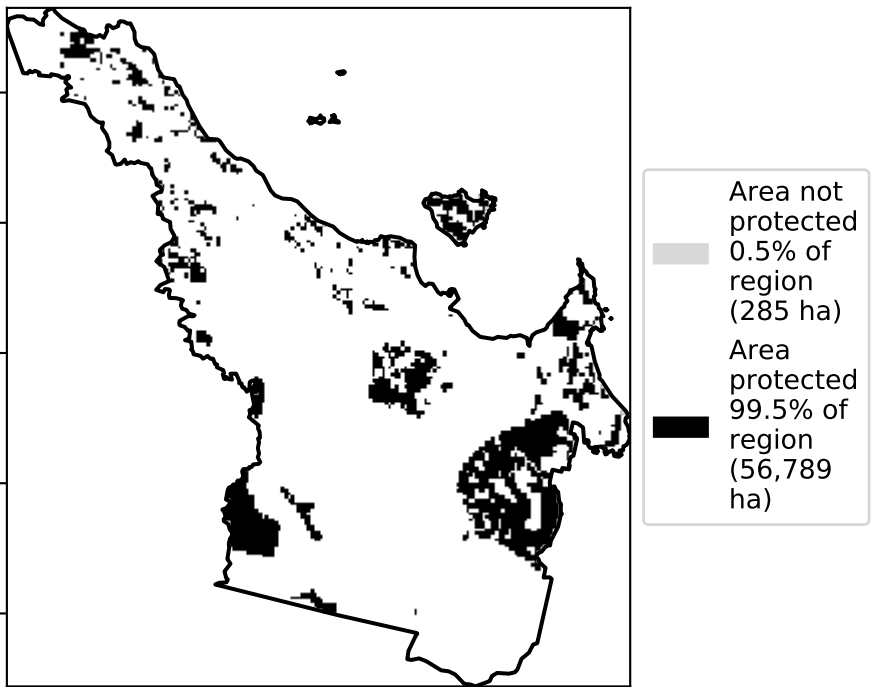 Area not
protected
0.5% of
region
(285 ha)
Area
protected
99.5% of
region
(56,789
ha)